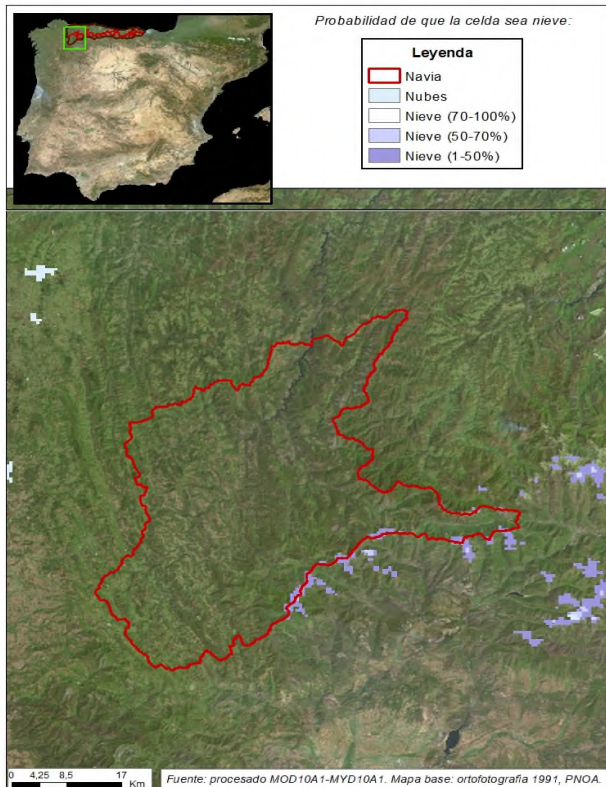 Probabilidad de que la celda sea nieve:
Leyenda
Navia
Nubes
Nieve (70-100%)
Nieve (50-70%)
Nieve (1-50%)
0 4,25 8,5 17
Km
Fuente: procesado MOD10A1-MYD10A1. Mapa base: ortofotografia 1991, PNOA.